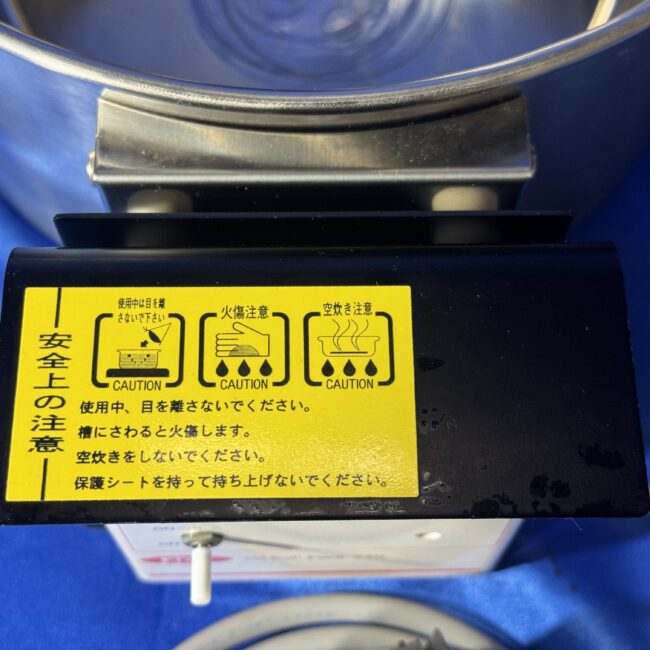 安全上の注意
使用中は目を離
さないで下さい
CAUTION
火傷注意
CAUTION
空炊き注意
CAUTION
使用中、目を離さないでください。
槽にさわると火傷します。
空炊きをしないでください。
保護シートを持って持ち上げないでください。